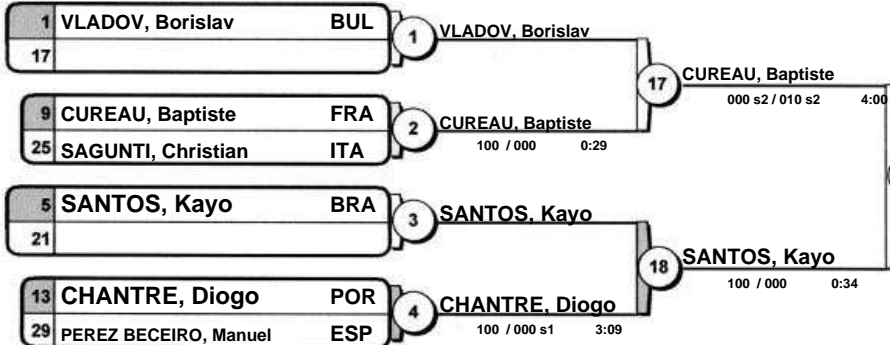 1 VLADOV, Borislav BUL
17
1
VLADOV, Borislav
9 CUREAU, Baptiste FRA
25 SAGUNTI, Christian ITA
2
CUREAU, Baptiste
100 / 000 0:29
17
CUREAU, Baptiste
000 s2 / 010 s2 4:00
5 SANTOS, Kayo BRA
21
3
SANTOS, Kayo
13 CHANTRE, Diogo POR
29 PEREZ BECEIRO, Manuel ESP
4
CHANTRE, Diogo
100 / 000 s1 3:09
18
SANTOS, Kayo
100 / 000 0:34